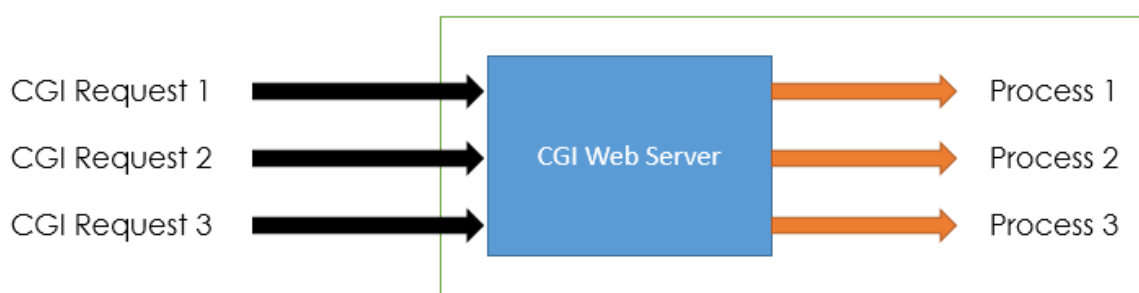 CGI Request 1
Process 1
CGI Request 2
CGI Web Server
Process 2
CGI Request 3
Process 3